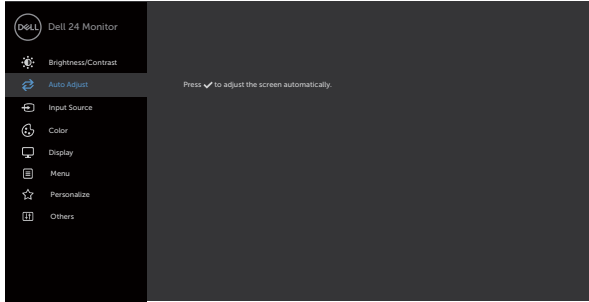 DELL Dell 24 Monitor
Brightness/Contrast
Auto Adjust
Press ✓ to adjust the screen automatically.
Input Source
Color
Display
Menu
Personalize
Others